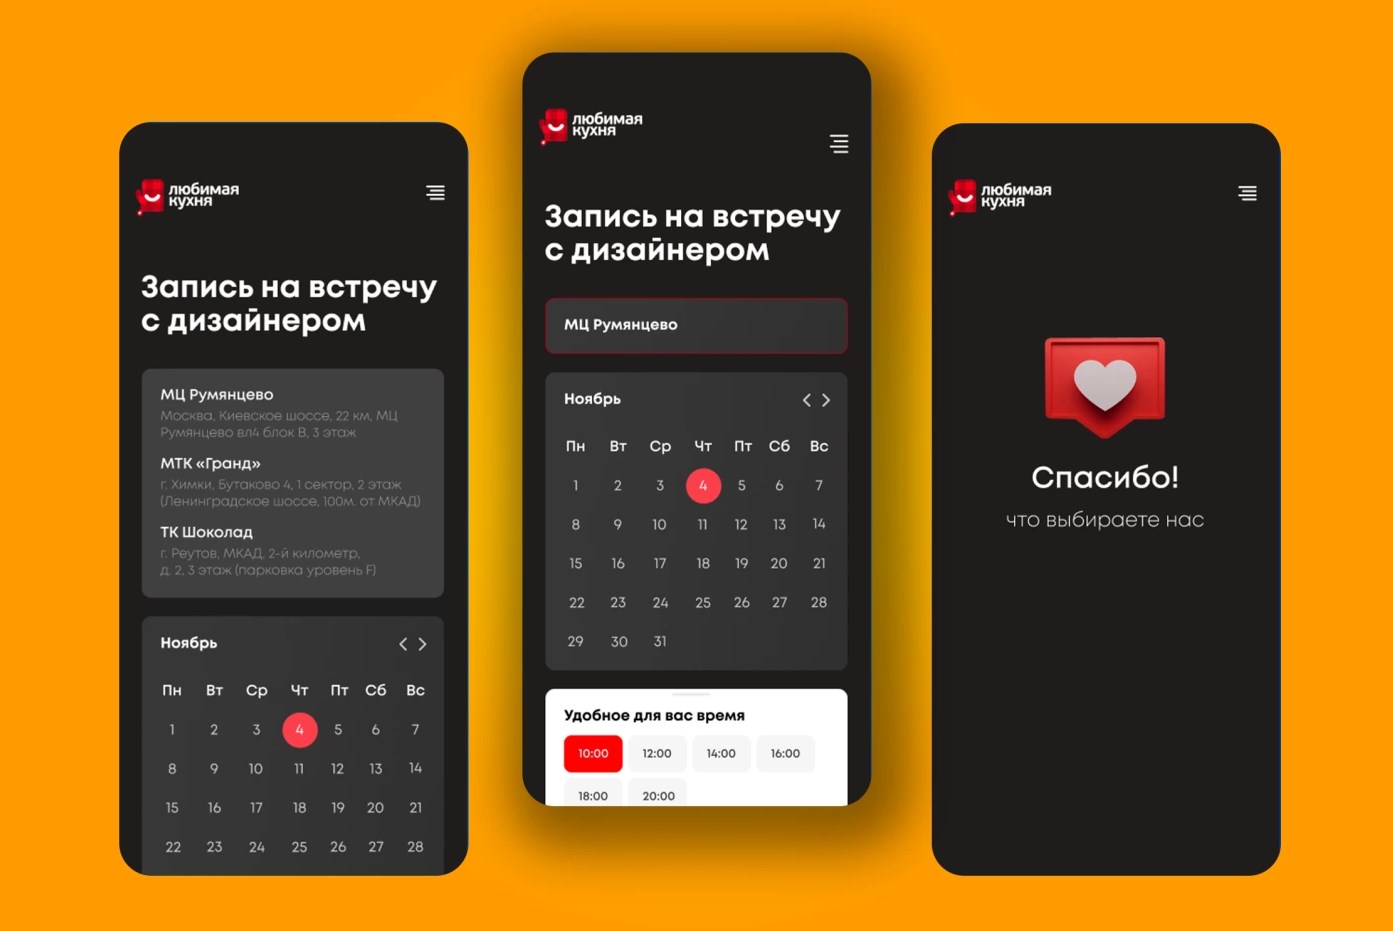 любимая
кухня
Запись на встречу
с дизайнером
МЦ Румянцево
Москва, Киевское шоссе, 22 км, МЦ
Румянцево вл4 блок В, 3 этаж
МТК «Гранд»
г. Химки, Бутаково 4, 1 сектор, 2 этаж
(Ленинградское шоссе, 100м. от МКАД)
ТК Шоколад
г. Реутов, МКАД, 2-й километр,
д. 2, 3 этаж (парковка уровень F)
Ноябрь
Пн Вт Ср Чт Пт Сб Вс
1 2 3 4 5 6 7
8 9 10 11 12 13 14
15 16 17 18 19 20 21
22 23 24 25 26 27 28
любимая
кухня
Запись на встречу
с дизайнером
МЦ Румянцево
Ноябрь
Пн Вт Ср Чт Пт Сб Вс
1 2 3 4 5 6 7
8 9 10 11 12 13 14
15 16 17 18 19 20 21
22 23 24 25 26 27 28
29 30 31
Удобное для вас время
10:00 12:00 14:00 16:00
18:00 20:00
любимая
кухня
Спасибо!
что выбираете нас